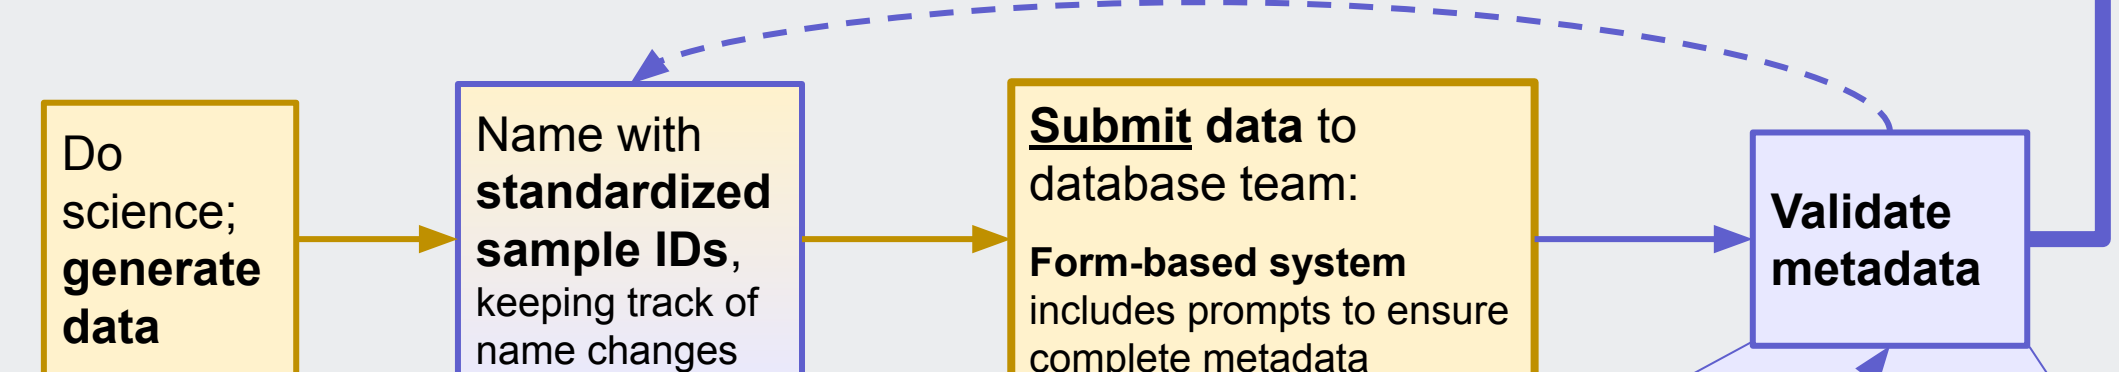 Do
science;
generate
data
Name with
standardized
sample IDs,
keeping track of
name changes
Submit data to
database team:
Form-based system
includes prompts to ensure
complete metadata
Validate
metadata